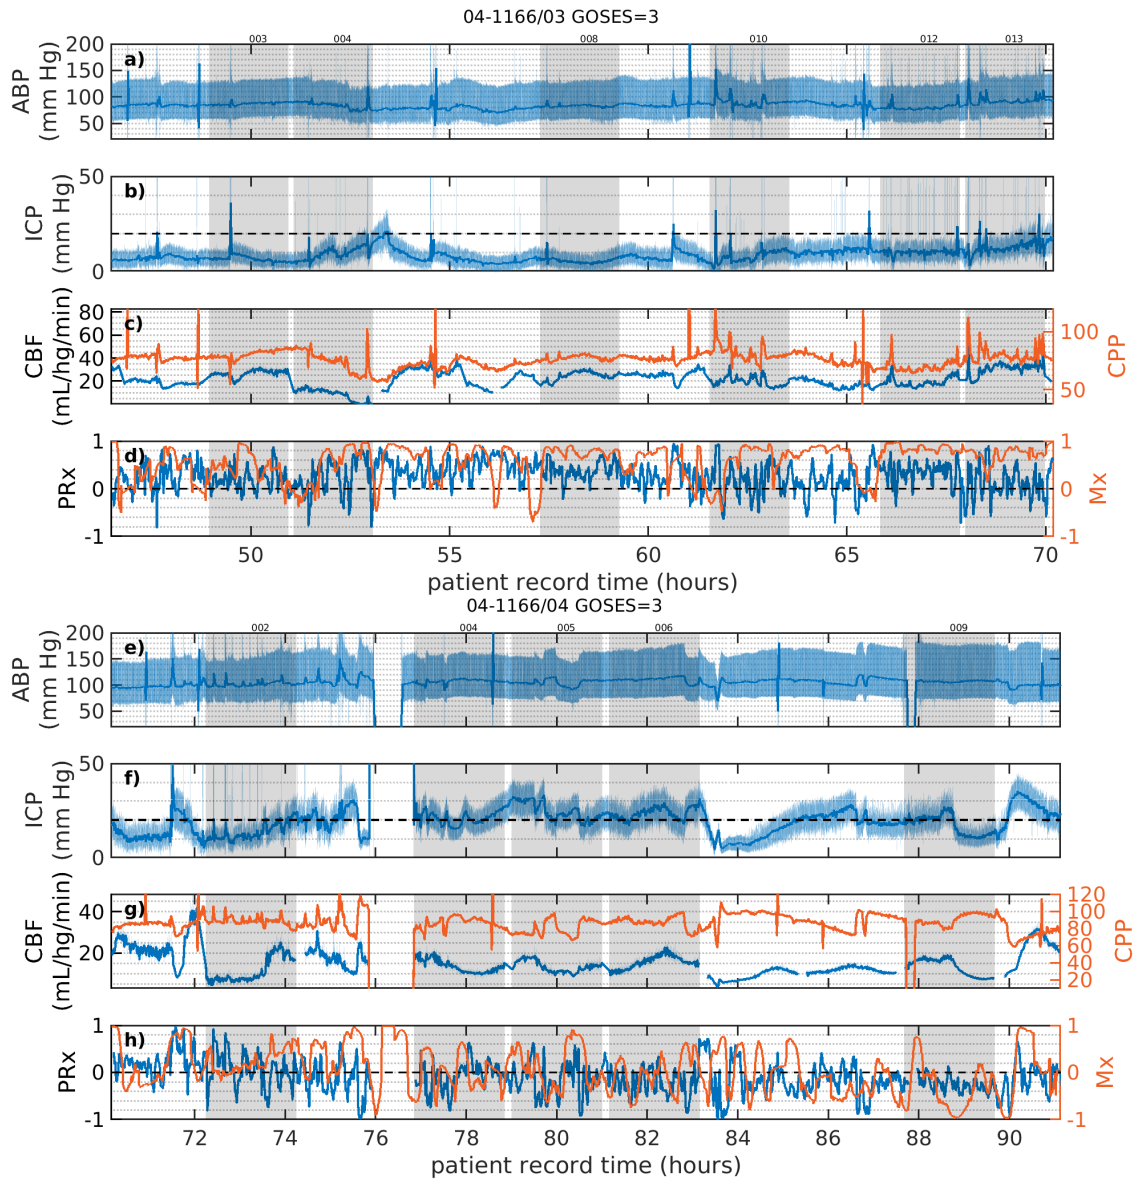 04-1166/03 GOSES=3
003 004 008 010 012 013
a)
ABP
(mm Hg)
200
150
100
50
b)
ICP
(mm Hg)
50
0
c)
CBF
(mL/hg/min)
80
60
40
20
100
50
CPP
d)
PRx
1
0
-1
1
0
-1
Mx
50 55 60 65 70
patient record time (hours)
04-1166/04 GOSES=3
002 004 005 006 009
e)
ABP
(mm Hg)
200
150
100
50
f)
ICP
(mm Hg)
50
0
g)
CBF
(mL/hg/min)
40
20
120
100
80
60
40
20
CPP
h)
PRx
1
0
-1
1
0
-1
Mx
72 74 76 78 80 82 84 86 88 90
patient record time (hours)